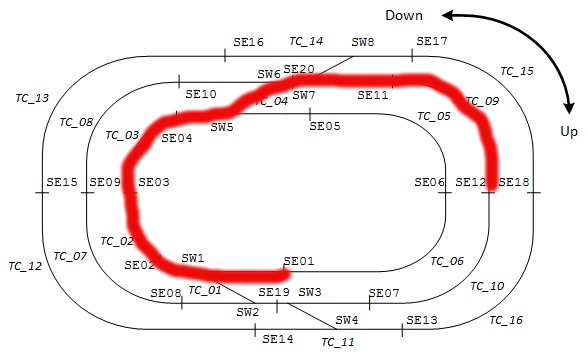 Down
SE16
TC_14
SW8
SE17
TC_15
SW6
SE20
TC_13
SE10
SW7
SE11
TC_09
TC_04
TC_08
TC_03
SE04
SW5
SE05
TC_05
Up
SE15
SE09
SE03
SE06
SE12
SE18
TC_02
TC_07
TC_12
SE02
SW1
SE01
TC_06
TC_01
SE08
SE19
SW3
SE07
TC_10
SW2
SE14
SW4
SE13
TC_16
TC_11